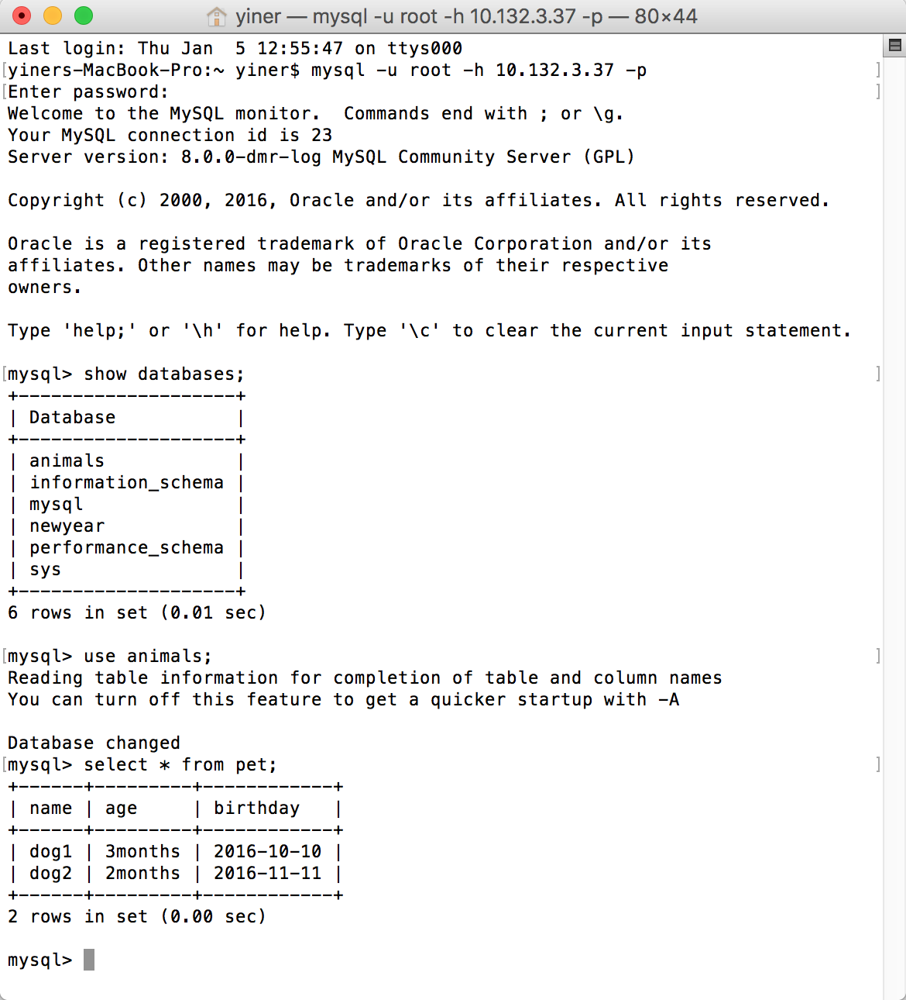 yiner — mysql -u root -h 10.132.3.37 -p — 80×44
Last login: Thu Jan  5 12:55:47 on ttys000
[yiners-MacBook-Pro:~ yiner$ mysql -u root -h 10.132.3.37 -p ]
[Enter password: ]
Welcome to the MySQL monitor.  Commands end with ; or \g.
Your MySQL connection id is 23
Server version: 8.0.0-dmr-log MySQL Community Server (GPL)
Copyright (c) 2000, 2016, Oracle and/or its affiliates. All rights reserved.
Oracle is a registered trademark of Oracle Corporation and/or its
affiliates. Other names may be trademarks of their respective
owners.
Type 'help;' or '\h' for help. Type '\c' to clear the current input statement.
[mysql> show databases; ]
+--------------------+
| Database           |
+--------------------+
| animals            |
| information_schema |
| mysql              |
| newyear            |
| performance_schema |
| sys                |
+--------------------+
6 rows in set (0.01 sec)
[mysql> use animals; ]
Reading table information for completion of table and column names
You can turn off this feature to get a quicker startup with -A
Database changed
[mysql> select * from pet; ]
+------+---------+------------+
| name | age     | birthday   |
+------+---------+------------+
| dog1 | 3months | 2016-10-10 |
| dog2 | 2months | 2016-11-11 |
+------+---------+------------+
2 rows in set (0.00 sec)
mysql>